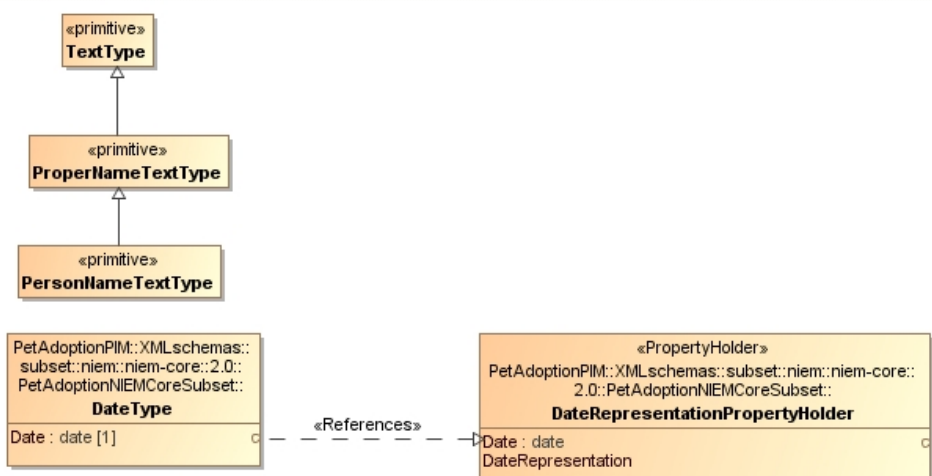 «primitive»
TextType
«primitive»
ProperNameTextType
«primitive»
PersonNameTextType
PetAdoptionPIM::XMLschemas::
subset::niem::niem-core::2.0::
PetAdoptionNIEMCoreSubset::
DateType
Date : date [1]
c
«References»
«PropertyHolder»
PetAdoptionPIM::XMLschemas::subset::niem::niem-core::
2.0::PetAdoptionNIEMCoreSubset::
DateRepresentationPropertyHolder
Date : date
c
DateRepresentation